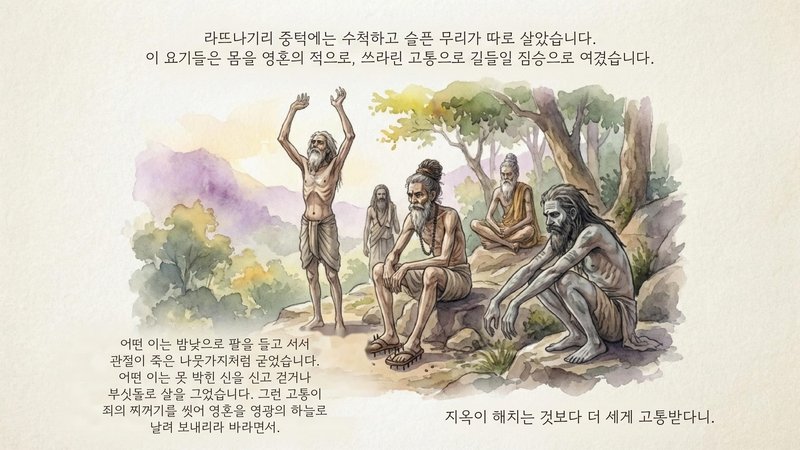 라뜨나기리 중턱에는 수척하고 슬픈 무리가 따로 살았습니다.
이 요기들은 몸을 영혼의 적으로, 쓰라린 고통으로 길들일 짐승으로 여겼습니다.
어떤 이는 밤낮으로 팔을 들고 서서
관절이 죽은 나뭇가지처럼 굳었습니다.
어떤 이는 못 박힌 신을 신고 걷거나
부싯돌로 살을 그었습니다. 그런 고통이
죄의 찌꺼기를 씻어 영혼을 영광의 하늘로
날려 보내리라 바라면서.
지옥이 해치는 것보다 더 세게 고통받다니.